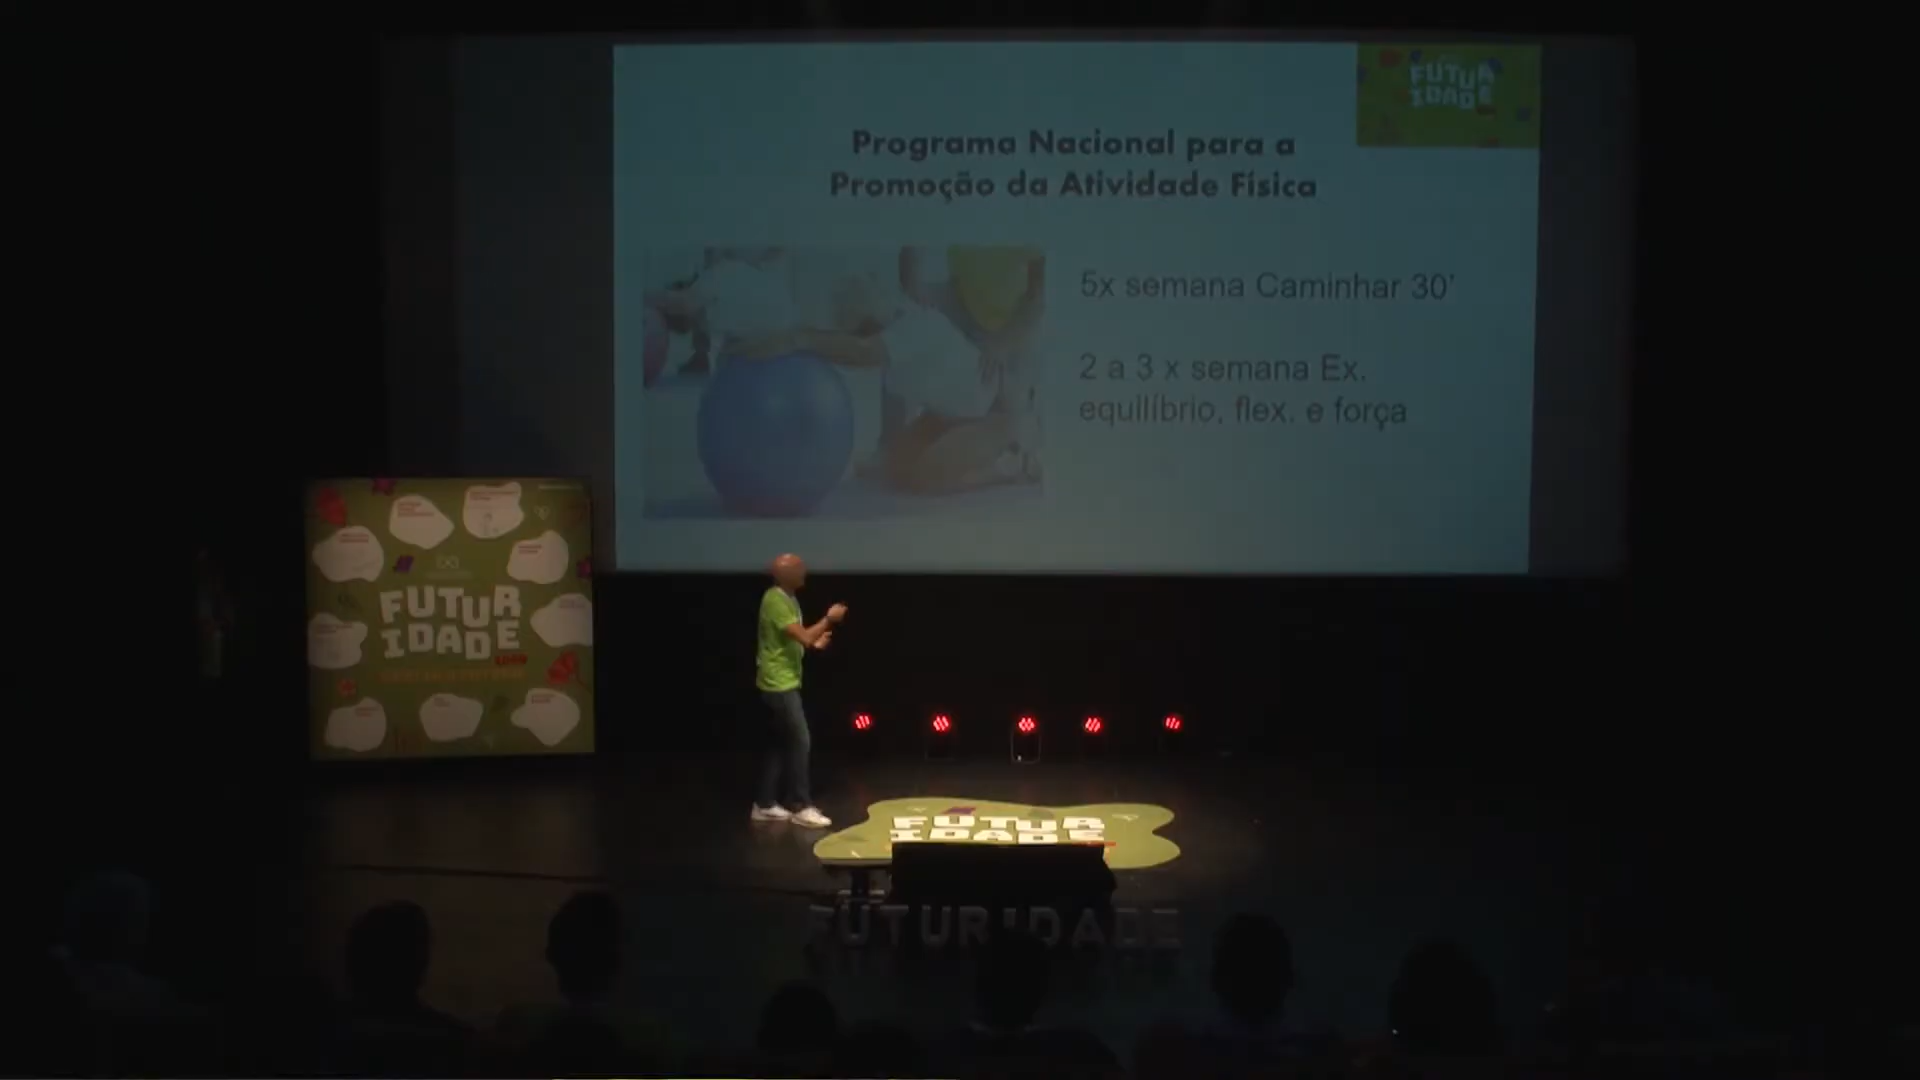 FUTUR
IDADE
Programa Nacional para a
Promoção da Atividade Física
5x semana Caminhar 30'
2 a 3 x semana Ex.
equilíbrio, flex. e força
FUTUR
IDADE
FUTUR
IDADE
FUTURIDADE